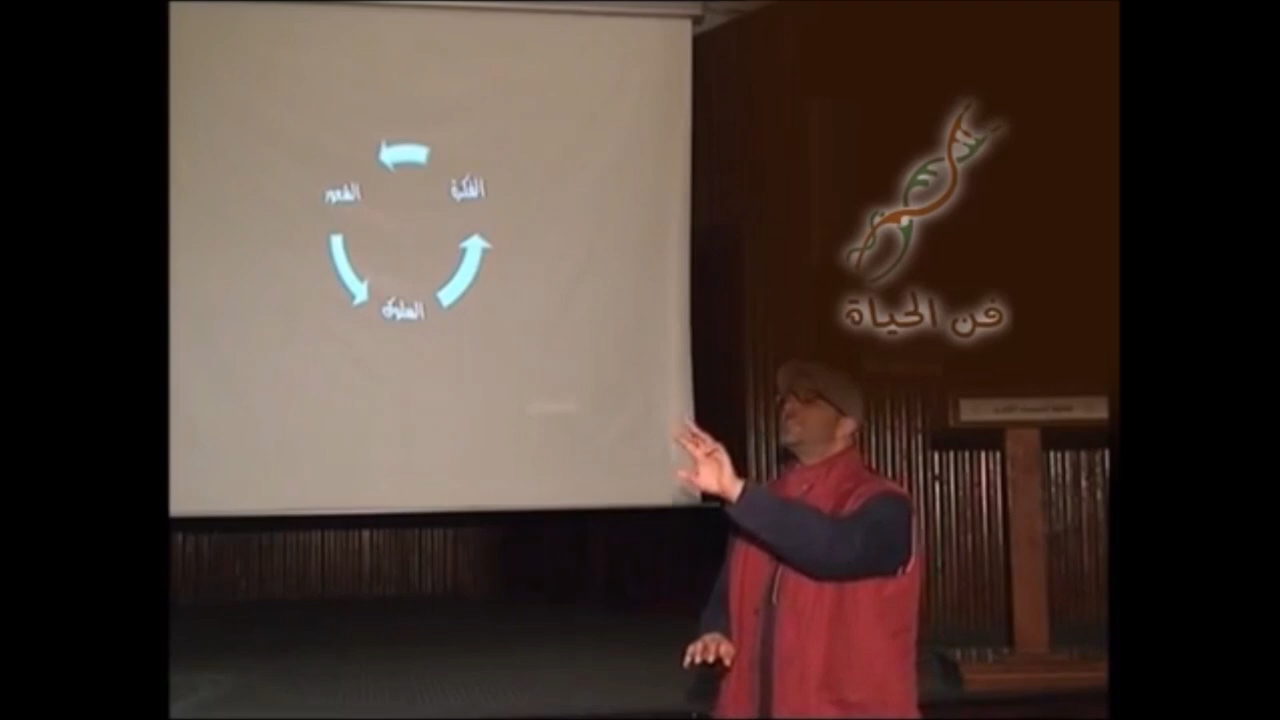 الفكرة
الشعور
السلوك
فن الحياة